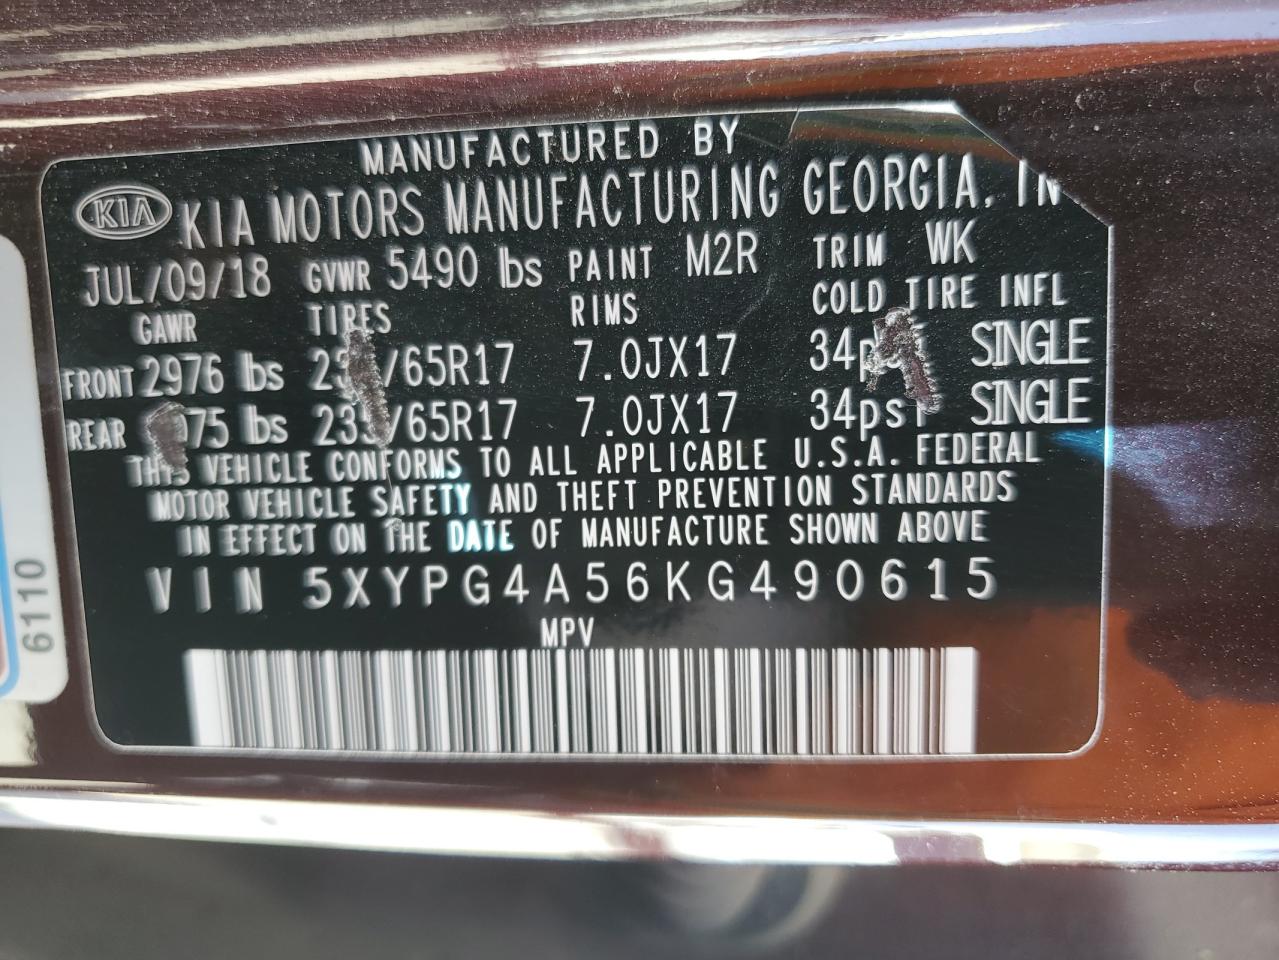 MANUFACTURED BY
KIA KIA MOTORS MANUFACTURING GEORGIA, IN
JUL/09/18 GVWR 5490 lbs PAINT M2R TRIM WK
GAWR TIRES RIMS COLD TIRE INFL
FRONT 2976 lbs /65R17 7.0JX17 SINGLE
REAR lbs 235/65R17 7.0JX17 34psi SINGLE
THIS VEHICLE CONFORMS TO ALL APPLICABLE U.S.A. FEDERAL
MOTOR VEHICLE SAFETY AND THEFT PREVENTION STANDARDS
IN EFFECT ON THE DATE OF MANUFACTURE SHOWN ABOVE
VIN 5XYPG4A56KG490615
MPV
6110